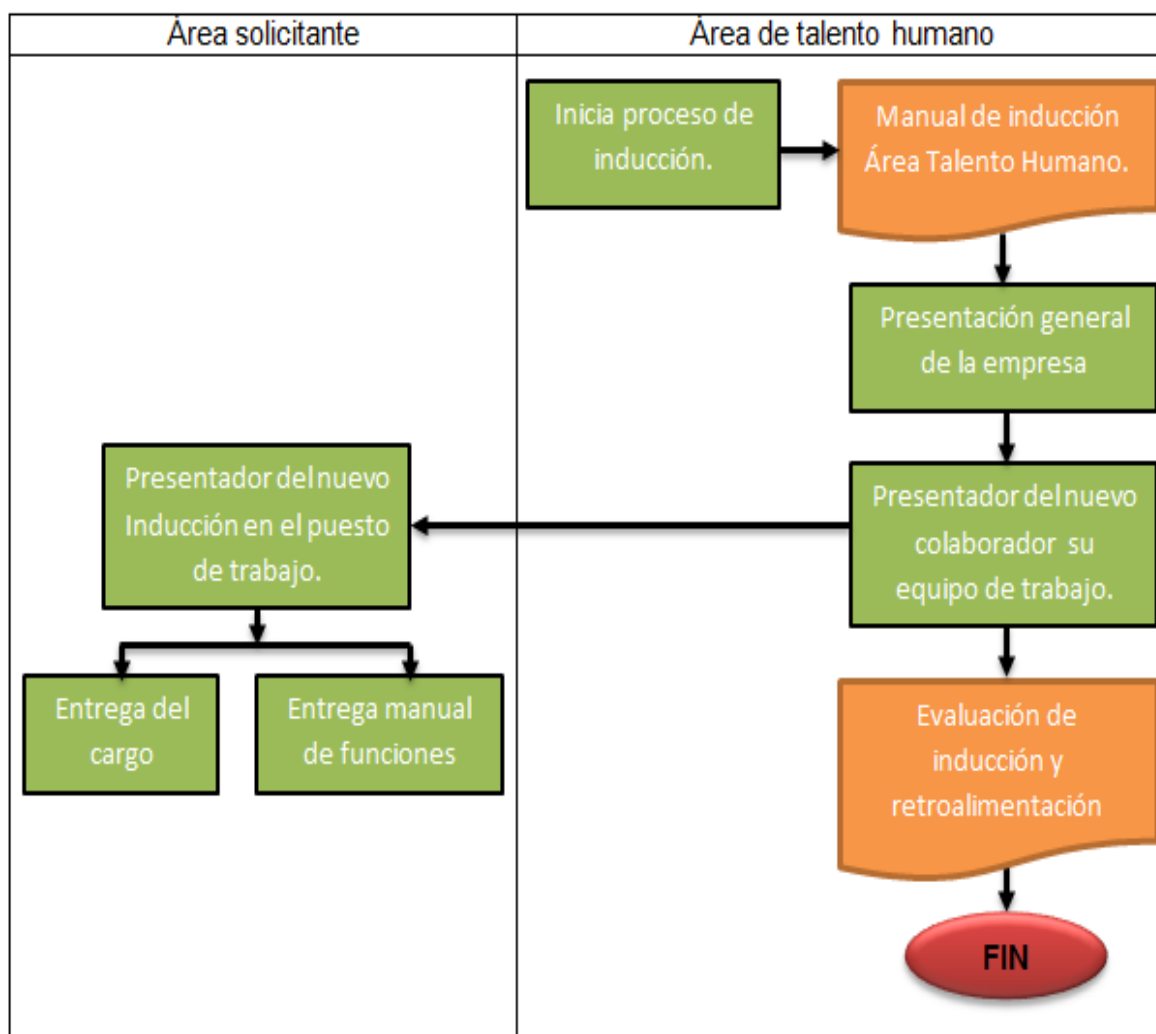 Área solicitante
Área de talento humano
Inicia proceso de
inducción.
Manual de inducción
Área Talento Humano.
Presentación general
de la empresa
Presentador del nuevo
colaborador su
equipo de trabajo.
Presentador del nuevo
Inducción en el puesto
de trabajo.
Entrega del
cargo
Entrega manual
de funciones
Evaluación de
inducción y
retroalimentación
FIN